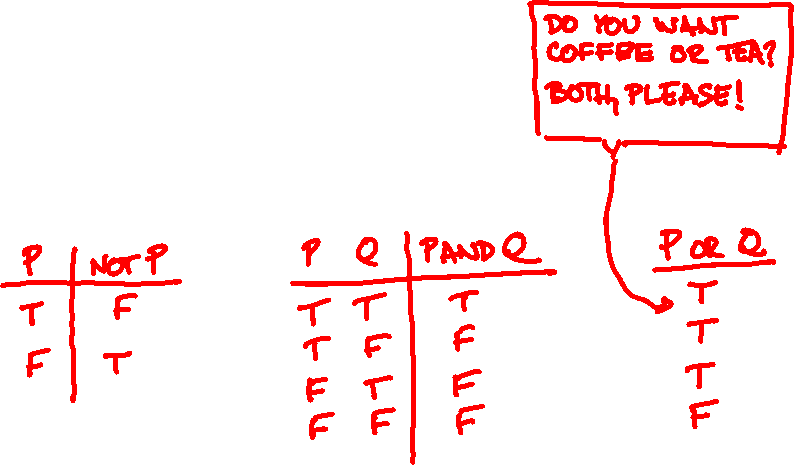 DO YOU WANT
COFFEE OR TEA?
BOTH, PLEASE!
P NOT P
T F
F T
P Q P AND Q
T T T
T F F
F T F
F F F
P OR Q
T
T
T
F